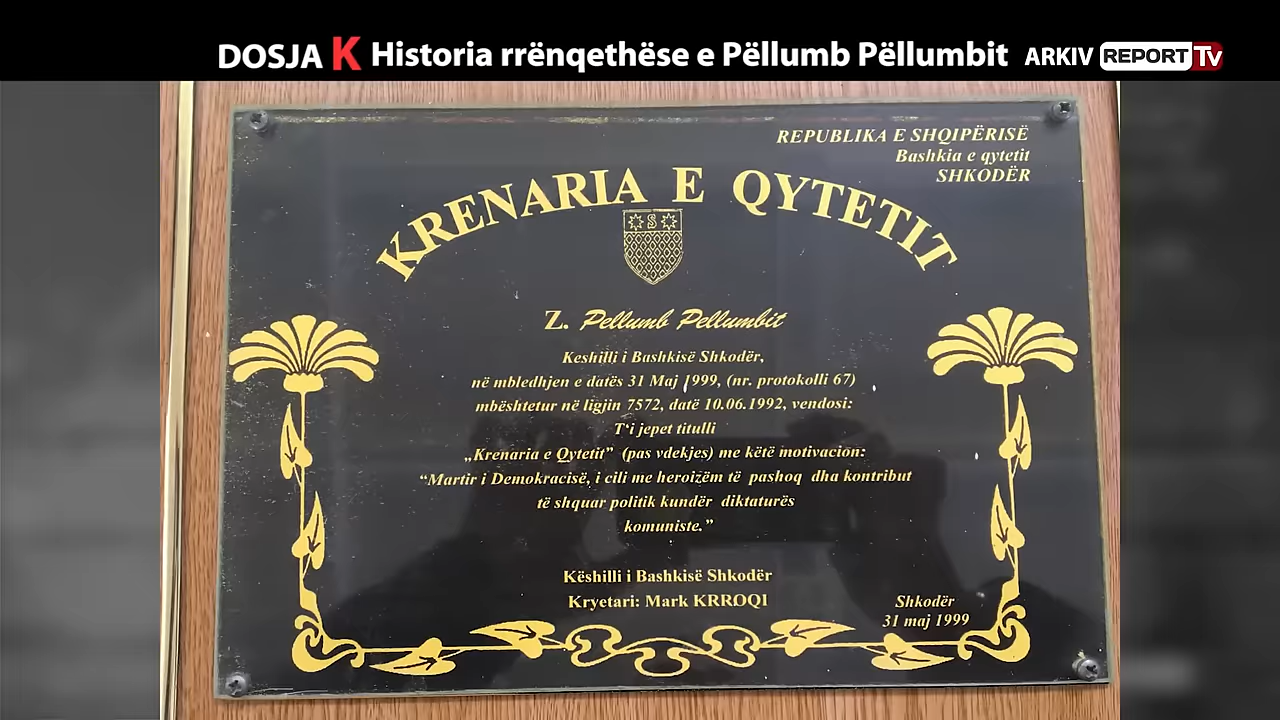 DOSJA K Historia rrënqethëse e Pëllumb Pëllumbit ARKIV REPORT Tv
REPUBLIKA E SHQIPËRISË
Bashkia e qytetit
SHKODËR
KRENARIA E QYTETIT
S
Z. Pellumb Pellumbit
Keshilli i Bashkisë Shkodër,
në mbledhjen e datës 31 Maj 1999, (nr. protokolli 67)
mbështetur në ligjin 7572, datë 10.06.1992, vendosi:
T‘i jepet titulli
„Krenaria e Qytetit” (pas vdekjes) me këtë motivacion:
“Martir i Demokracisë, i cili me heroizëm të pashoq dha kontribut
të shquar politik kundër diktaturës
komuniste.”
Këshilli i Bashkisë Shkodër
Kryetari: Mark KRROQI
Shkodër
31 maj 1999